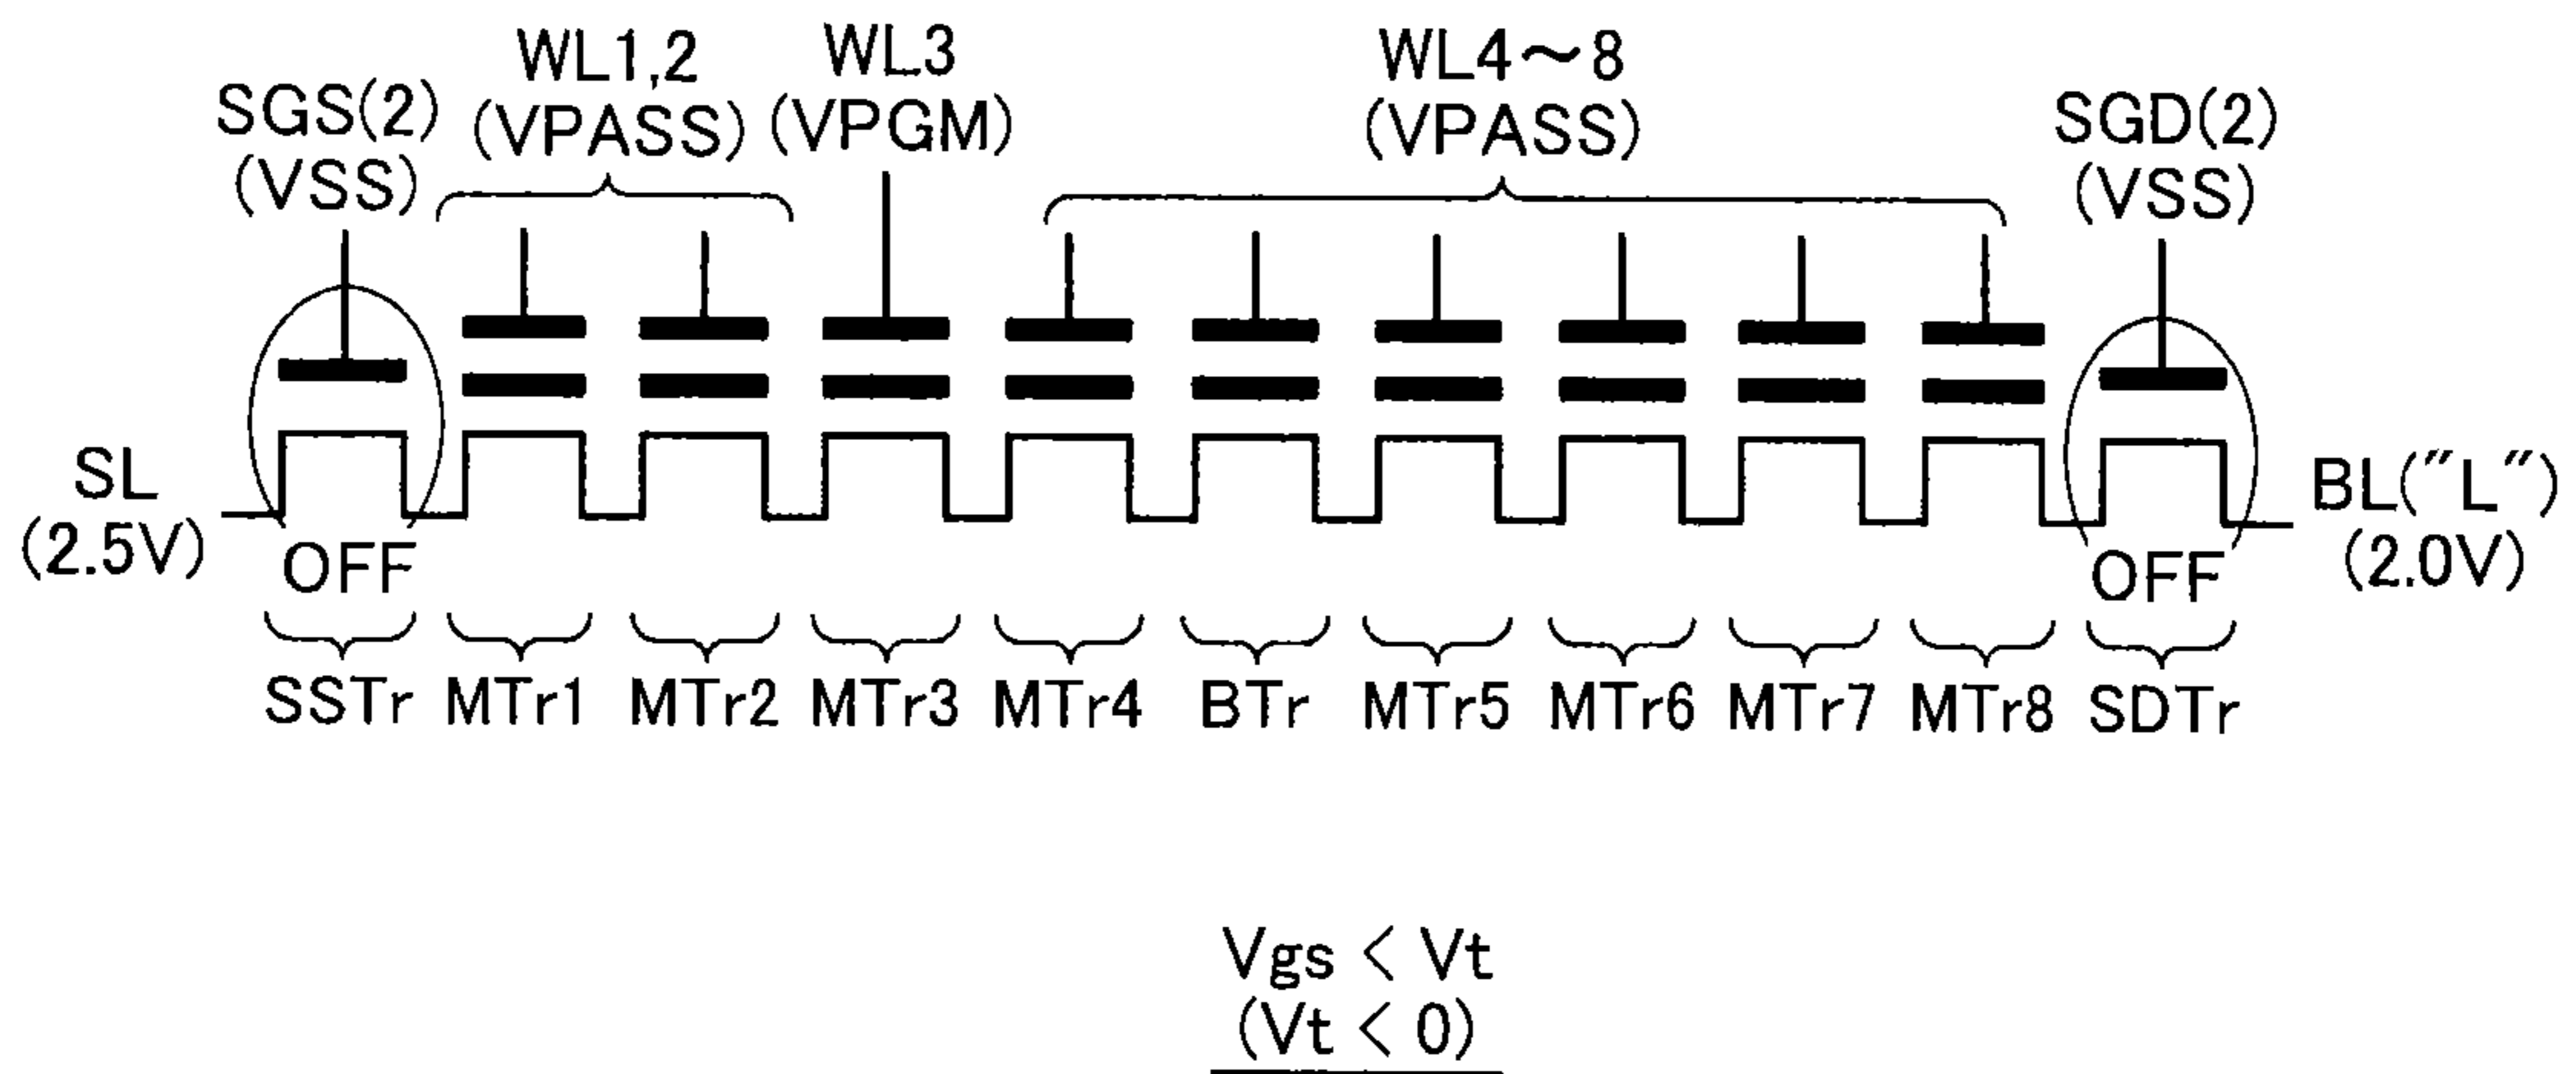 SGS(2)
(VSS)
WL1,2
(VPASS)
WL3
(VPGM)
WL4～8
(VPASS)
SGD(2)
(VSS)
SL
(2.5V)
OFF
OFF
BL("L")
(2.0V)
SSTr MTr1 MTr2 MTr3 MTr4 BTr MTr5 MTr6 MTr7 MTr8 SDTr
Vgs < Vt
(Vt < 0)